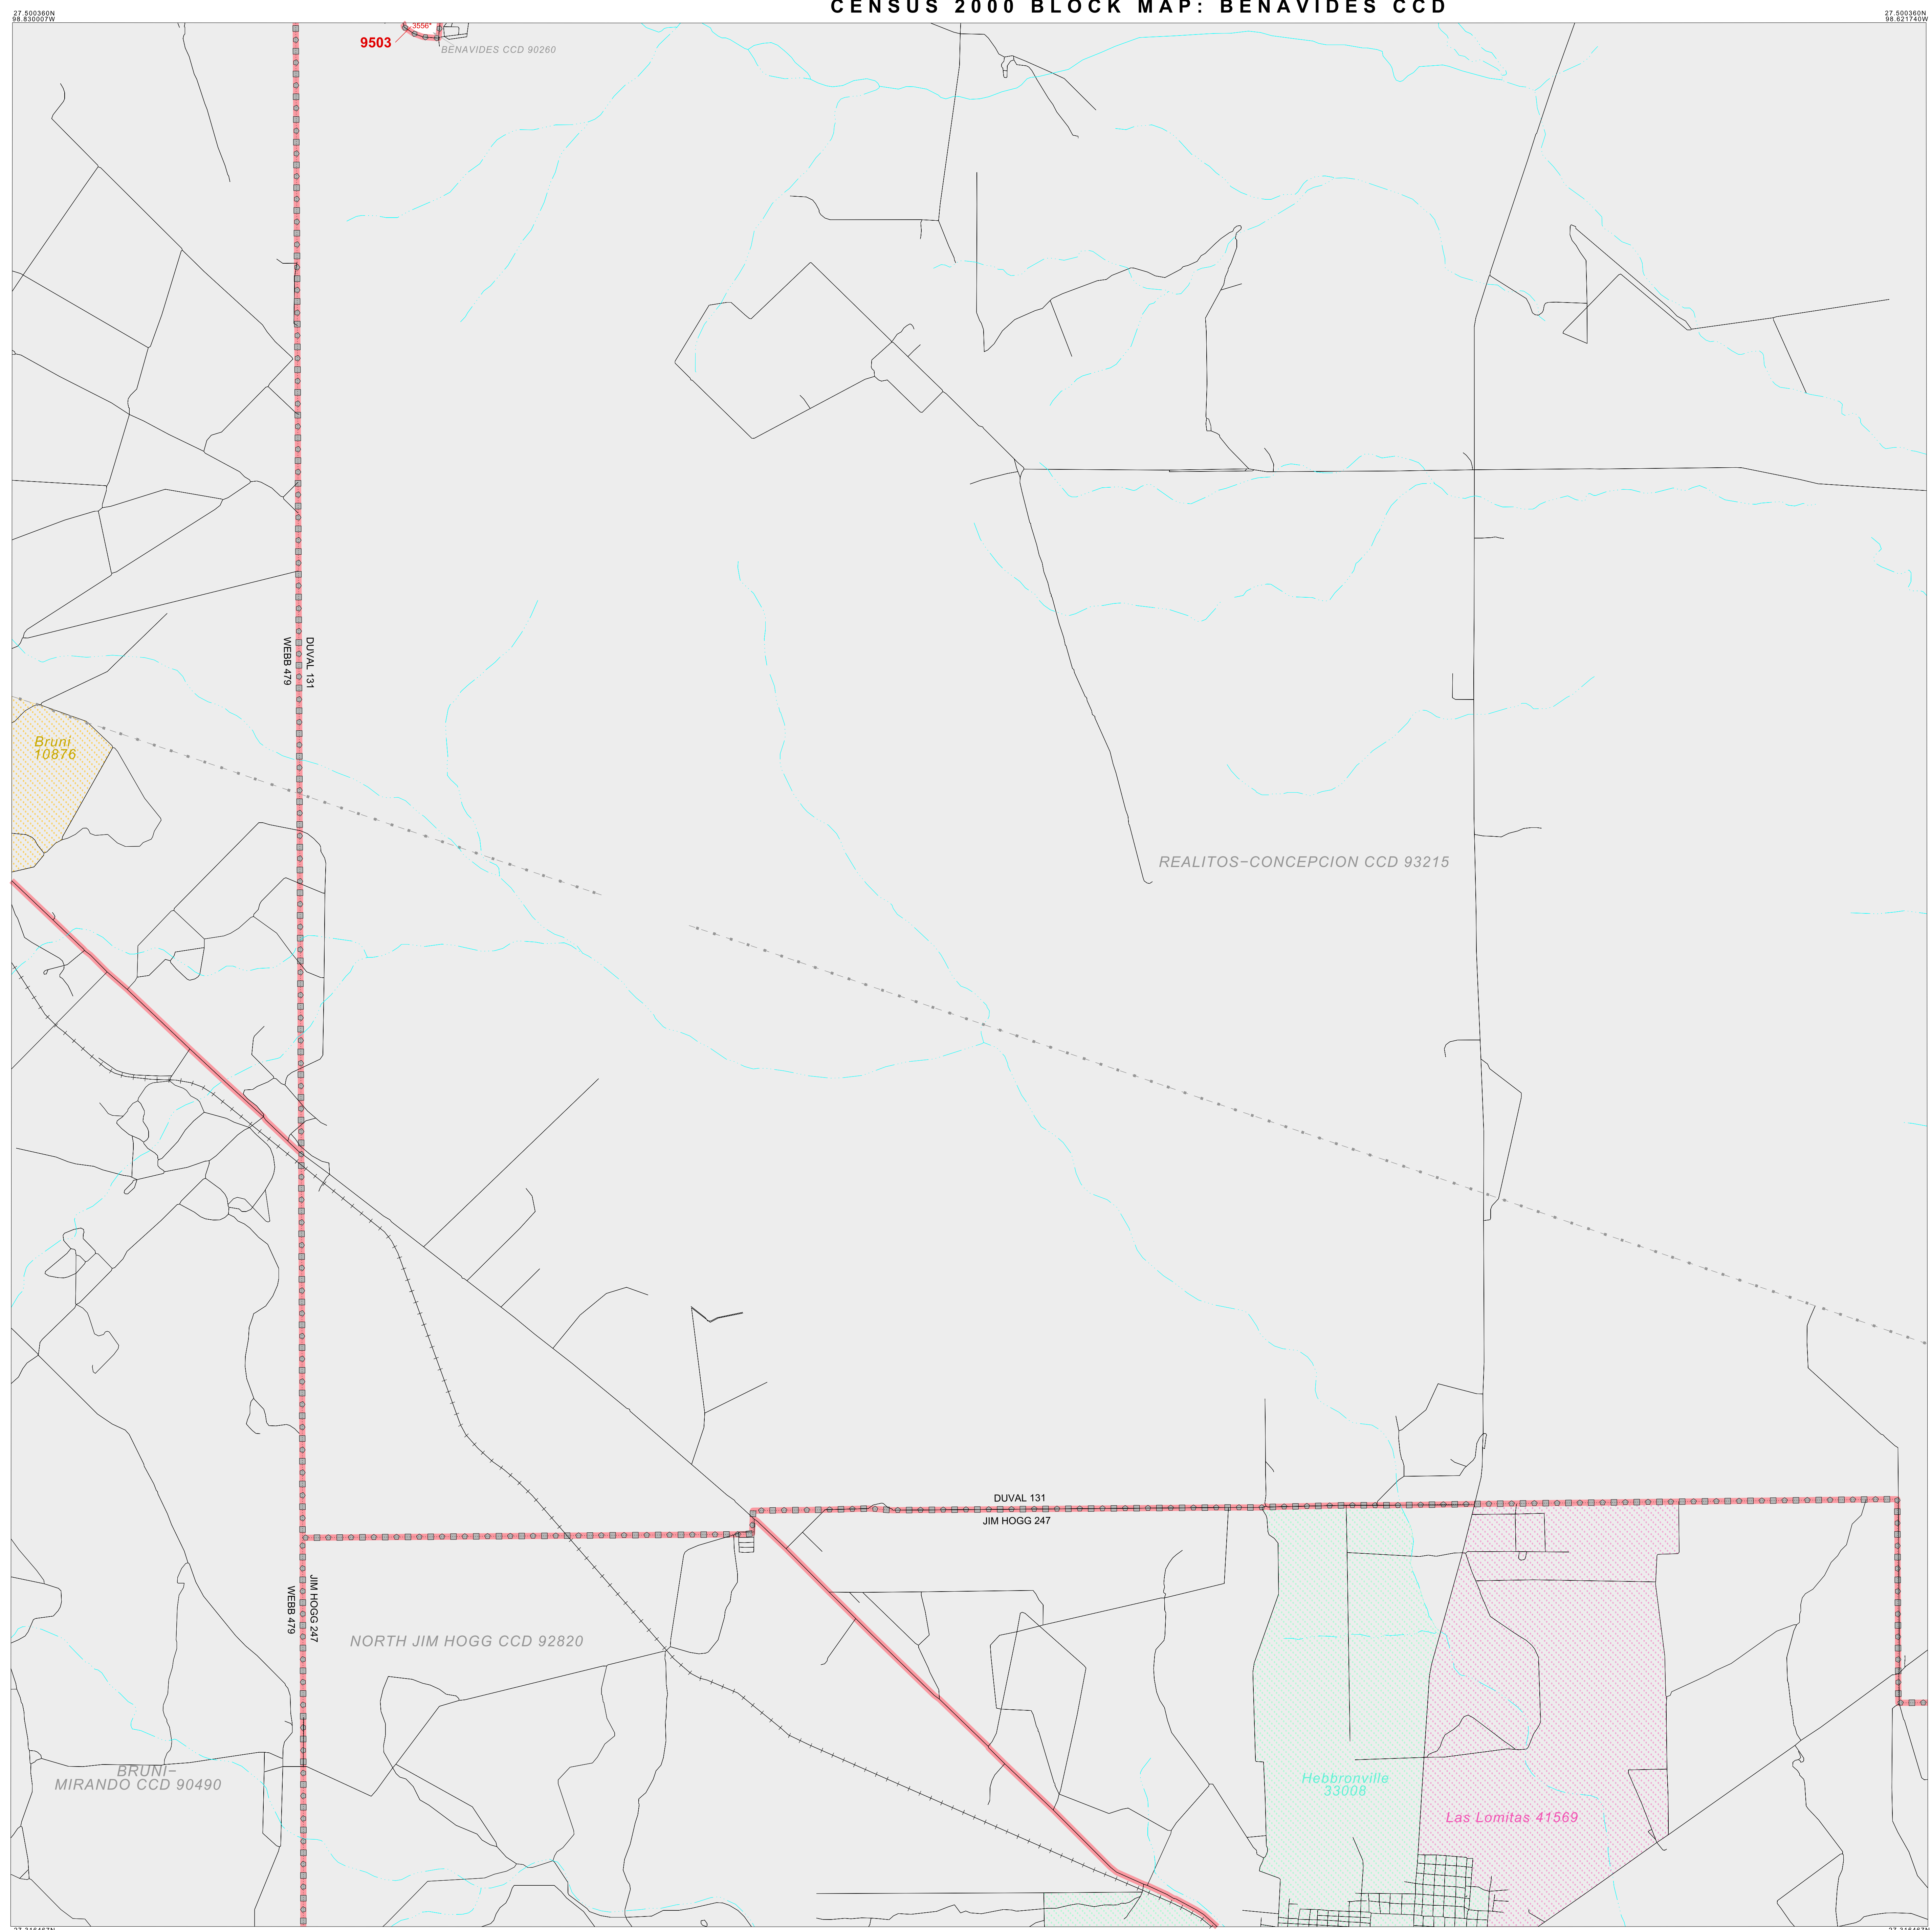 CENSUS 2000 BLOCK MAP: BENAVIDES CCD
27.500360N
98.830007W
27.500360N
98.621740W
3556*
9503
BENAVIDES CCD 90260
DUVAL 131
WEBB 479
Bruni
10876
REALITOS-CONCEPCION CCD 93215
DUVAL 131
JIM HOGG 247
JIM HOGG 247
WEBB 479
NORTH JIM HOGG CCD 92820
BRUNI-
MIRANDO CCD 90490
Hebbronville
33008
Las Lomitas 41569